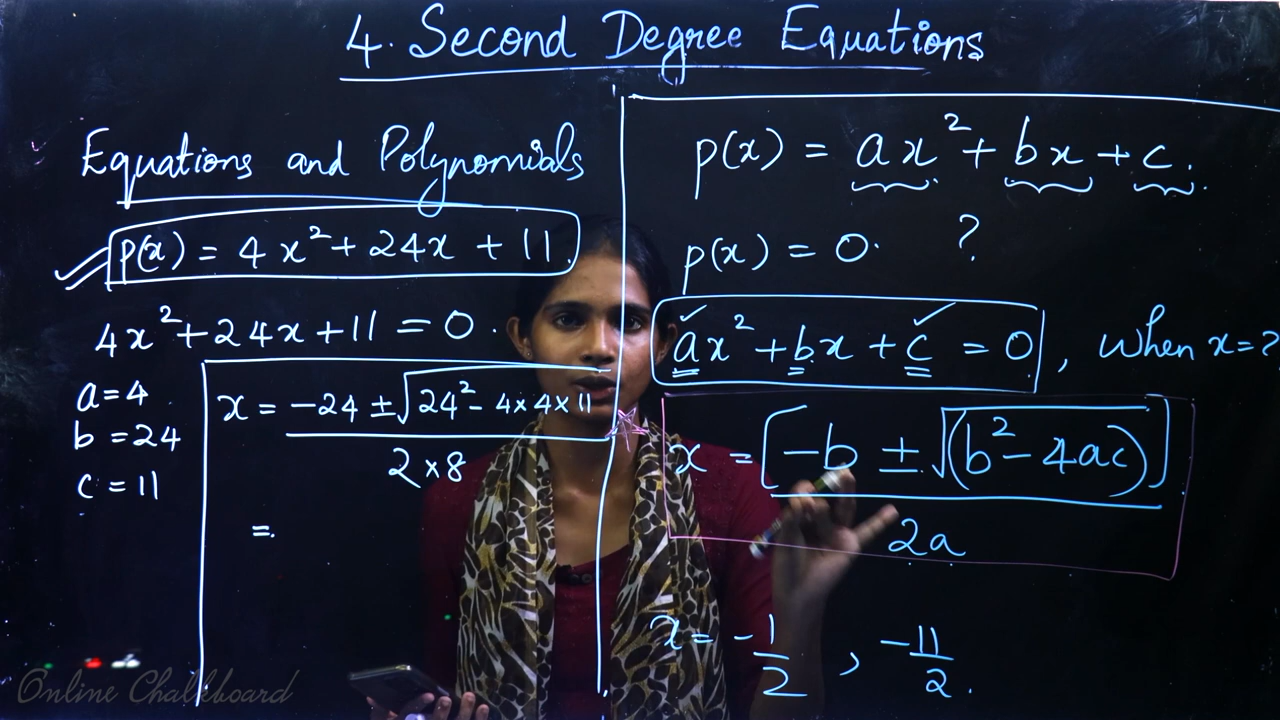 4. Second Degree Equations
Equations and Polynomials
p(x) = 4x² + 24x + 11.
4x² + 24x + 11 = 0.
a = 4
b = 24
c = 11
x = −24 ± √24² − 4×4×11
2×8
=.
p(x) = ax² + bx + c.
p(x) = 0. ?
ax² + bx + c = 0, when x = ?
x = [−b ± √(b² − 4ac)]
2a
x = −1/2, −11/2.
Online Chalkboard